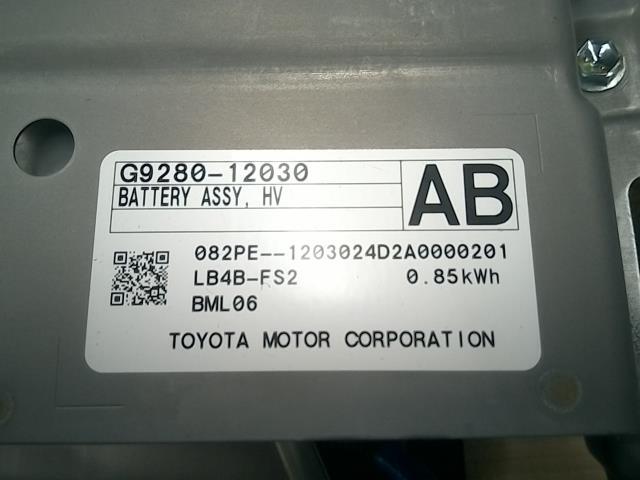 G9280-12030
BATTERY ASSY, HV
AB
082PE--1203024D2A0000201
LB4B-FS2 0.85kWh
BML06
TOYOTA MOTOR CORPORATION